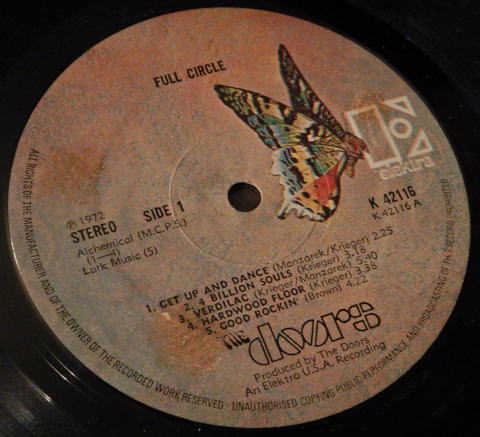 FULL CIRCLE
elektra
K 42116
K 42116 A
℗ 1972
STEREO SIDE 1
Alchemical (M.C.P.S.)
(1—4)
Lark Music (5)
1. GET UP AND DANCE (Manzarek/Krieger) 2.25
2. 4 BILLION SOULS (Krieger) 3.18
3. VERDILAC (Krieger/Manzarek) 5.40
4. HARDWOOD FLOOR (Krieger) 3.38
5. GOOD ROCKIN' (Brown) 4.22
THE doors
Produced by The Doors
An Elektra U.S.A. Recording
ALL RIGHTS OF THE MANUFACTURER AND OF THE OWNER OF THE RECORDED WORK RESERVED · UNAUTHORISED COPYING PUBLIC PERFORMANCE AND BROADCASTING OF THIS RECORD PROHIBITED